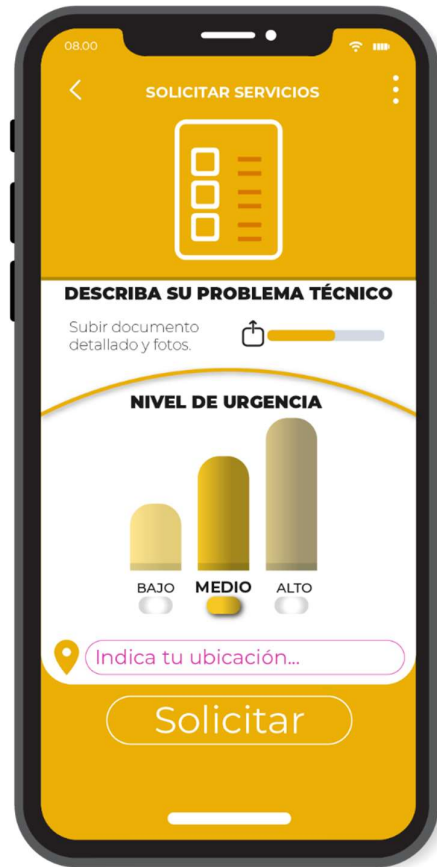 08.00
SOLICITAR SERVICIOS
DESCRIBA SU PROBLEMA TÉCNICO
Subir documento
detallado y fotos.
NIVEL DE URGENCIA
BAJO MEDIO ALTO
Indica tu ubicación...
Solicitar